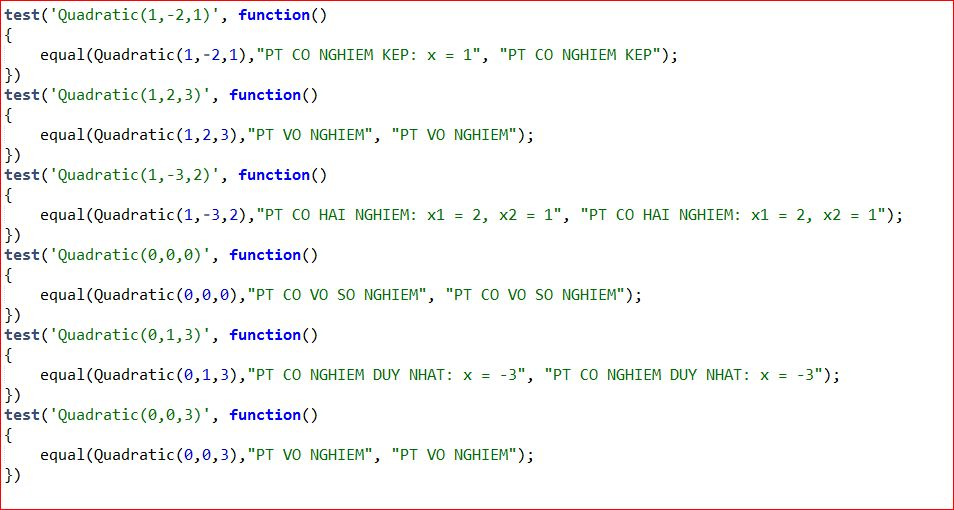 test('Quadratic(1,-2,1)', function()
{
    equal(Quadratic(1,-2,1),"PT CO NGHIEM KEP: x = 1", "PT CO NGHIEM KEP");
})
test('Quadratic(1,2,3)', function()
{
    equal(Quadratic(1,2,3),"PT VO NGHIEM", "PT VO NGHIEM");
})
test('Quadratic(1,-3,2)', function()
{
    equal(Quadratic(1,-3,2),"PT CO HAI NGHIEM: x1 = 2, x2 = 1", "PT CO HAI NGHIEM: x1 = 2, x2 = 1");
})
test('Quadratic(0,0,0)', function()
{
    equal(Quadratic(0,0,0),"PT CO VO SO NGHIEM", "PT CO VO SO NGHIEM");
})
test('Quadratic(0,1,3)', function()
{
    equal(Quadratic(0,1,3),"PT CO NGHIEM DUY NHAT: x = -3", "PT CO NGHIEM DUY NHAT: x = -3");
})
test('Quadratic(0,0,3)', function()
{
    equal(Quadratic(0,0,3),"PT VO NGHIEM", "PT VO NGHIEM");
})